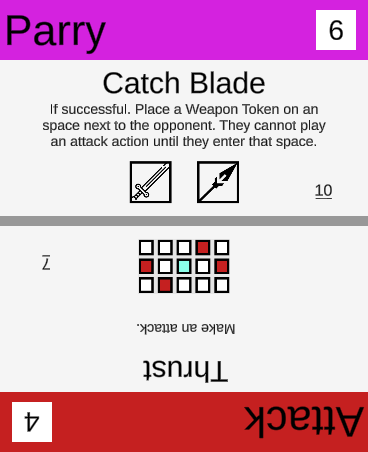 Parry
6
Catch Blade
If successful. Place a Weapon Token on an
space next to the opponent. They cannot play
an attack action until they enter that space.
10
Attack
4
Thrust
Make an attack.
7